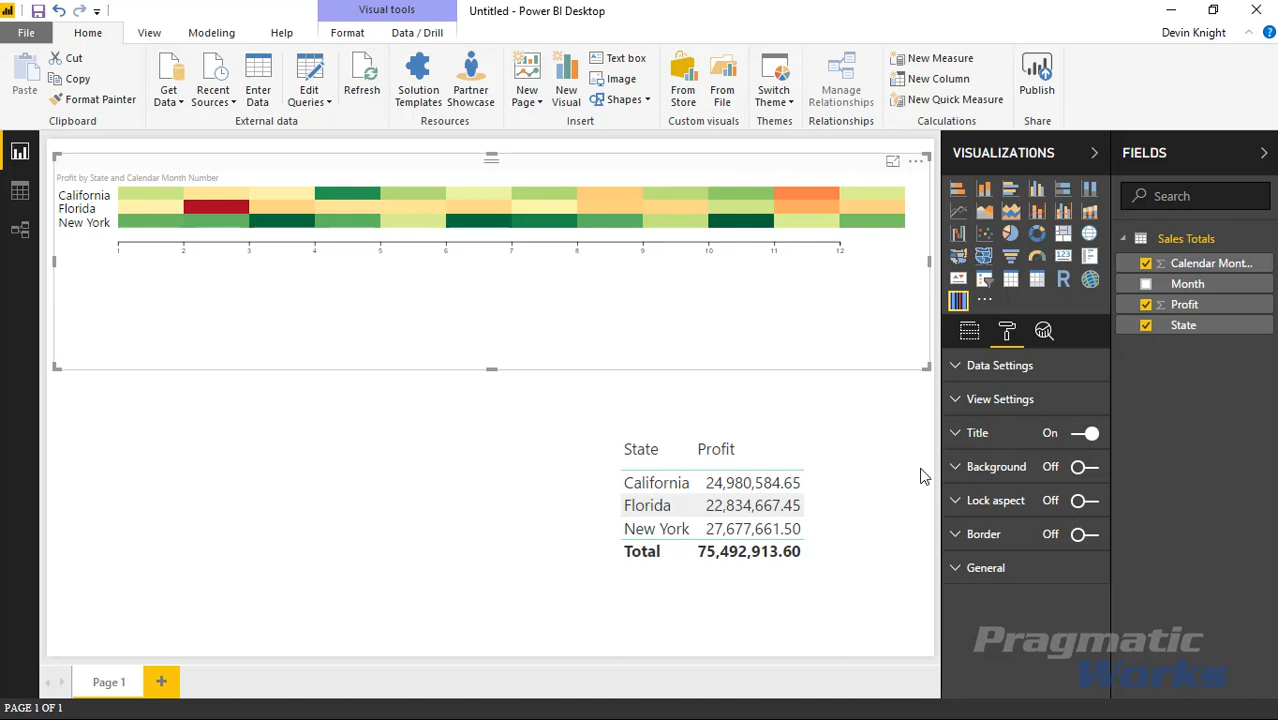 Visual tools
Untitled - Power BI Desktop
File
Home
View
Modeling
Help
Format
Data / Drill
Devin Knight
Paste
Cut
Copy
Format Painter
Clipboard
Get Data
Recent Sources
Enter Data
Edit Queries
External data
Refresh
Solution Templates
Partner Showcase
Resources
New Page
New Visual
Text box
Image
Shapes
Insert
From Store
From File
Custom visuals
Switch Theme
Themes
Manage Relationships
Relationships
New Measure
New Column
New Quick Measure
Calculations
Publish
Share
Profit by State and Calendar Month Number
California
Florida
New York
1 2 3 4 5 6 7 8 9 10 11 12
State Profit
California 24,980,584.65
Florida 22,834,667.45
New York 27,677,661.50
Total 75,492,913.60
VISUALIZATIONS
R
Data Settings
View Settings
Title On
Background Off
Lock aspect Off
Border Off
General
FIELDS
Search
Sales Totals
Calendar Mont...
Month
Profit
State
Pragmatic
Works
Page 1
PAGE 1 OF 1